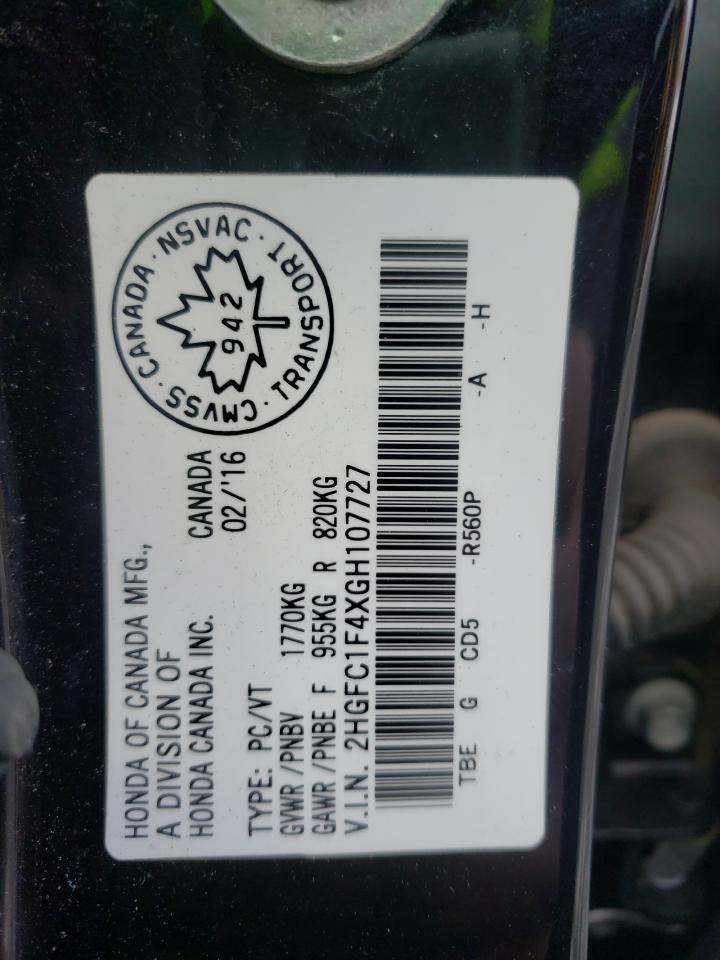 HONDA OF CANADA MFG.,
A DIVISION OF
HONDA CANADA INC.
CANADA
02/'16
TYPE: PC/VT
GVWR /PNBV 1770KG
GAWR /PNBE F 955KG R 820KG
V.I.N. 2HGFC1F4XGH107727
TBE G CD5 -R560P -A -H
CMVSS · CANADA · NSVAC · TRANSPORT ·
942